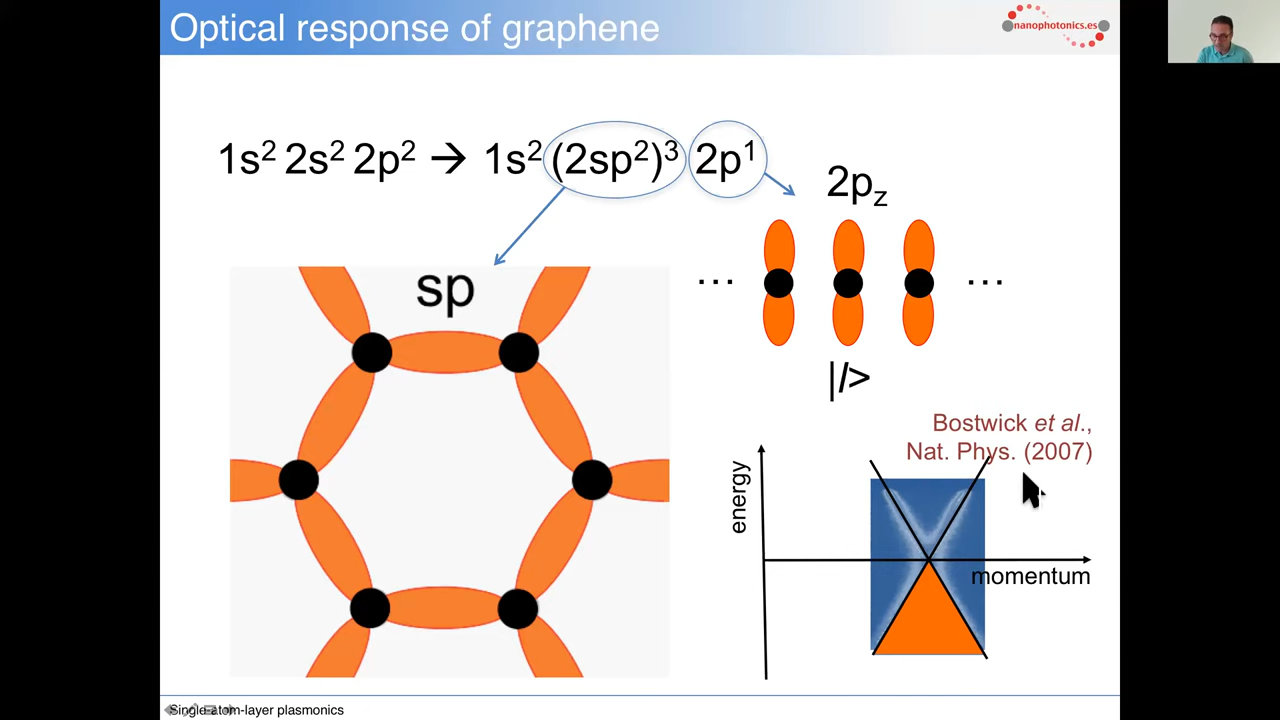 Optical response of graphene
nanophotonics.es
1s² 2s² 2p² → 1s² (2sp²)³ 2p¹
2p_z
sp
... ...
|l>
Bostwick et al.,
Nat. Phys. (2007)
energy
momentum
Single-atom-layer plasmonics